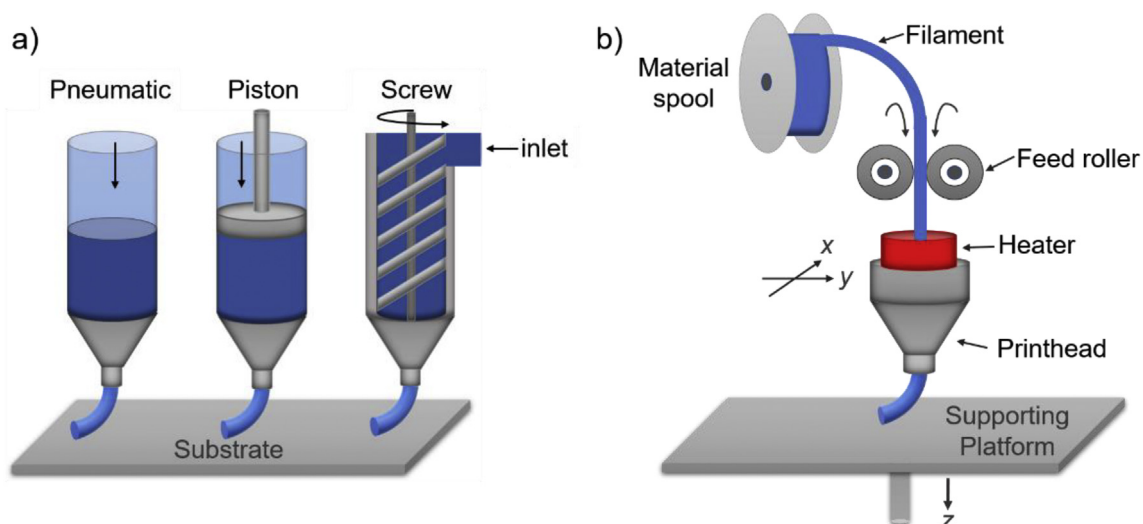 a)
Pneumatic
Piston
Screw
inlet
Substrate
b)
Filament
Material
spool
Feed roller
Heater
x
y
Printhead
Supporting
Platform
z